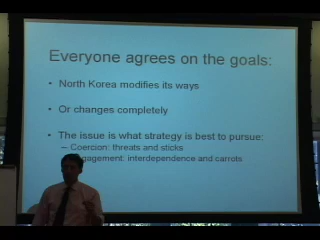 Everyone agrees on the goals:
• North Korea modifies its ways
• Or changes completely
• The issue is what strategy is best to pursue:
– Coercion: threats and sticks
engagement: interdependence and carrots